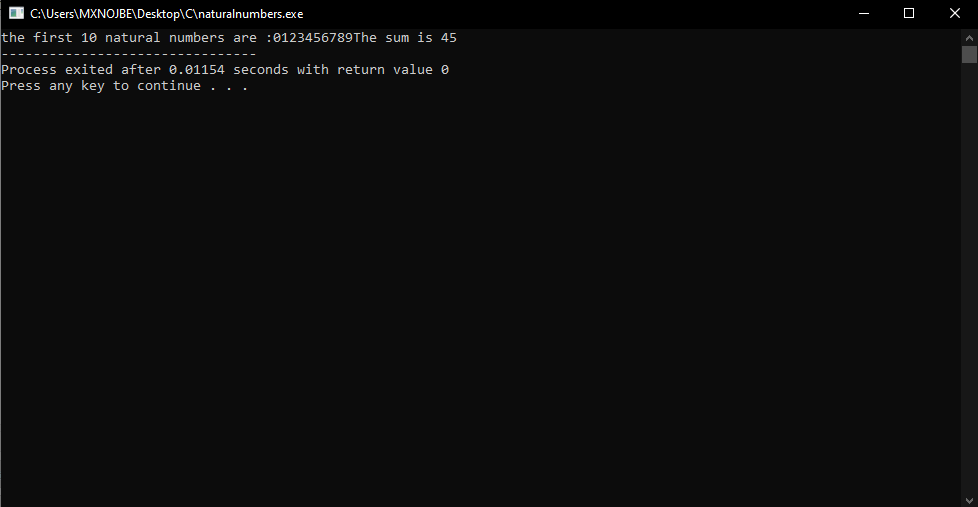 C:\Users\MXNOJBE\Desktop\C\naturalnumbers.exe
the first 10 natural numbers are :0123456789The sum is 45
--------------------------------
Process exited after 0.01154 seconds with return value 0
Press any key to continue . . .